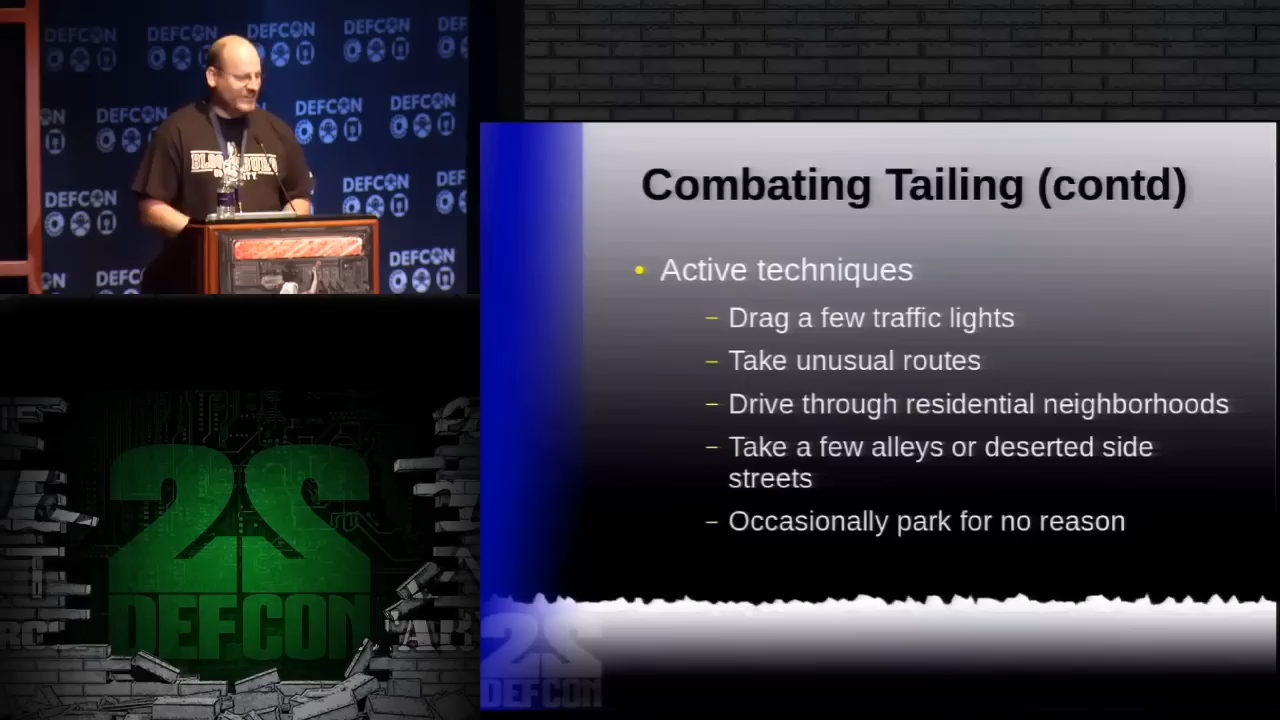 DEFCON DEFCON DEFCON DEFCON
DEFCON DEFCON DEFCON
DEFCON DEFCON
DEFCON
Combating Tailing (contd)
• Active techniques
– Drag a few traffic lights
– Take unusual routes
– Drive through residential neighborhoods
– Take a few alleys or deserted side
streets
– Occasionally park for no reason
22
DEFCON
22
DEFCON